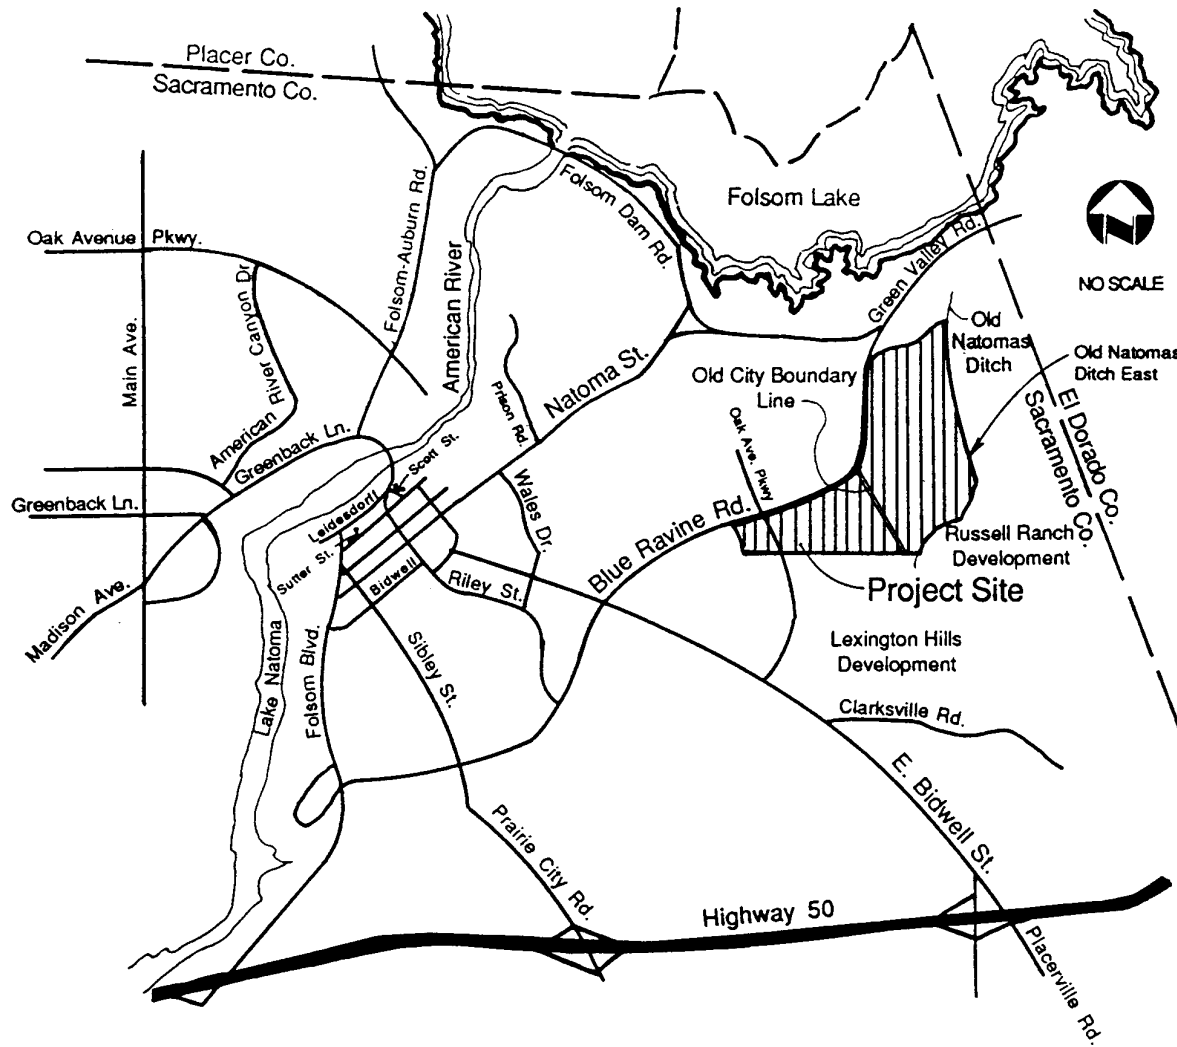 Placer Co.
Sacramento Co.
Folsom Lake
Folsom Dam Rd.
Green Valley Rd.
N
NO SCALE
Oak Avenue Pkwy.
Main Ave.
American River Canyon Dr.
Folsom-Auburn Rd.
American River
Old
Natomas
Ditch
Old Natomas
Ditch East
Old City Boundary
Line
El Dorado Co.
Sacramento Co.
Natoma St.
Prison Rd.
Oak Ave. Pkwy
Greenback Ln.
Greenback Ln.
Scott St.
Leidesdorff
Sutter St.
Bidwell
Wales Dr.
Riley St.
Blue Ravine Rd.
Russell Ranch
Development
Project Site
Lexington Hills
Development
Madison Ave.
Lake Natoma
Folsom Blvd.
Sibley St.
Clarksville Rd.
E. Bidwell St.
Prairie City Rd.
Highway 50
Placerville Rd.